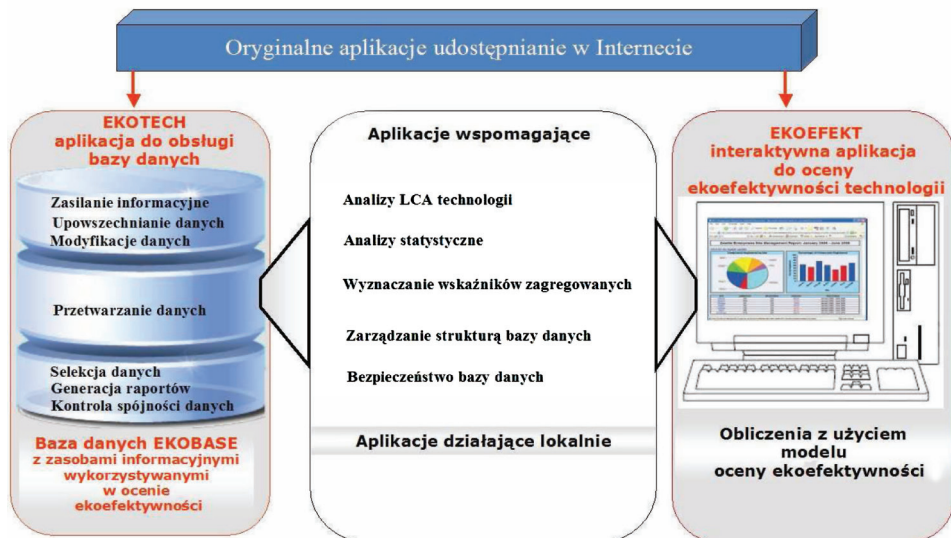 Oryginalne aplikacje udostępnianie w Internecie
EKOTECH
aplikacja do obsługi
bazy danych
Zasilanie informacyjne
Upowszechnianie danych
Modyfikacje danych
Przetwarzanie danych
Selekcja danych
Generacja raportów
Kontrola spójności danych
Baza danych EKOBASE
z zasobami informacyjnymi
wykorzystywanymi
w ocenie
ekoefektywności
Aplikacje wspomagające
Analizy LCA technologii
Analizy statystyczne
Wyznaczanie wskaźników zagregowanych
Zarządzanie strukturą bazy danych
Bezpieczeństwo bazy danych
Aplikacje działające lokalnie
EKOEFEKT
interaktywna aplikacja
do oceny
ekoefektywności technologii
Obliczenia z użyciem
modelu
oceny ekoefektywności